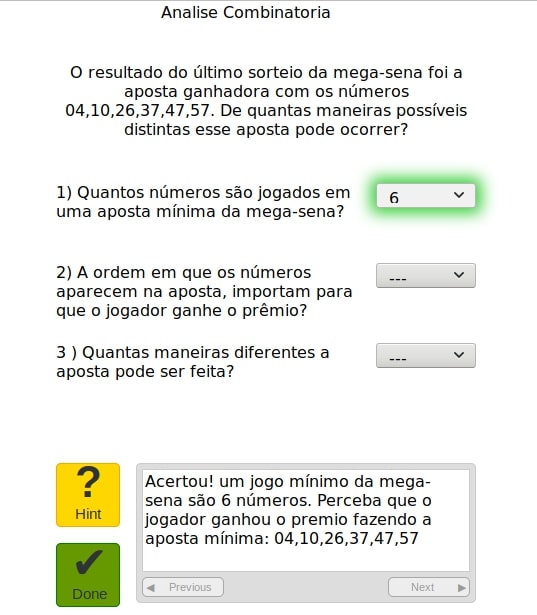 Analise Combinatoria
O resultado do último sorteio da mega-sena foi a
aposta ganhadora com os números
04,10,26,37,47,57. De quantas maneiras possíveis
distintas esse aposta pode ocorrer?
1) Quantos números são jogados em
uma aposta mínima da mega-sena?
6
2) A ordem em que os números
aparecem na aposta, importam para
que o jogador ganhe o prêmio?
---
3 ) Quantas maneiras diferentes a
aposta pode ser feita?
---
?
Hint
Done
Acertou! um jogo mínimo da mega-
sena são 6 números. Perceba que o
jogador ganhou o premio fazendo a
aposta mínima: 04,10,26,37,47,57
Previous
Next